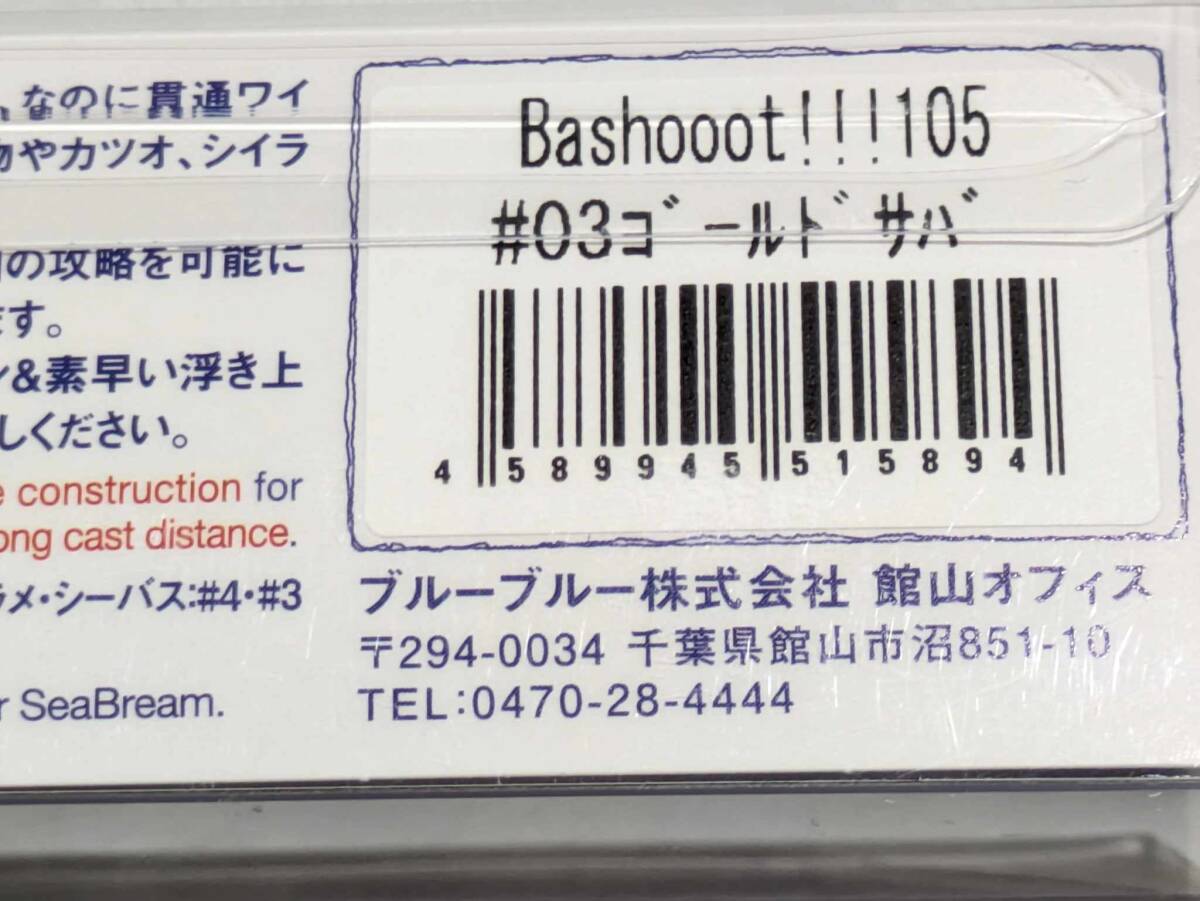 なのに貫通ワイ
物やカツオ、シイラ
の攻略を可能に
ます。
ン&素早い浮き上
しください。
e construction for
ong cast distance.
ラメ・シーバス:#4・#3
r SeaBream.
Bashooot!!!105
#03ｺﾞｰﾙﾄﾞｻﾊﾞ
4 589945 515894
ブルーブルー株式会社 館山オフィス
〒294-0034 千葉県館山市沼851-10
TEL:0470-28-4444